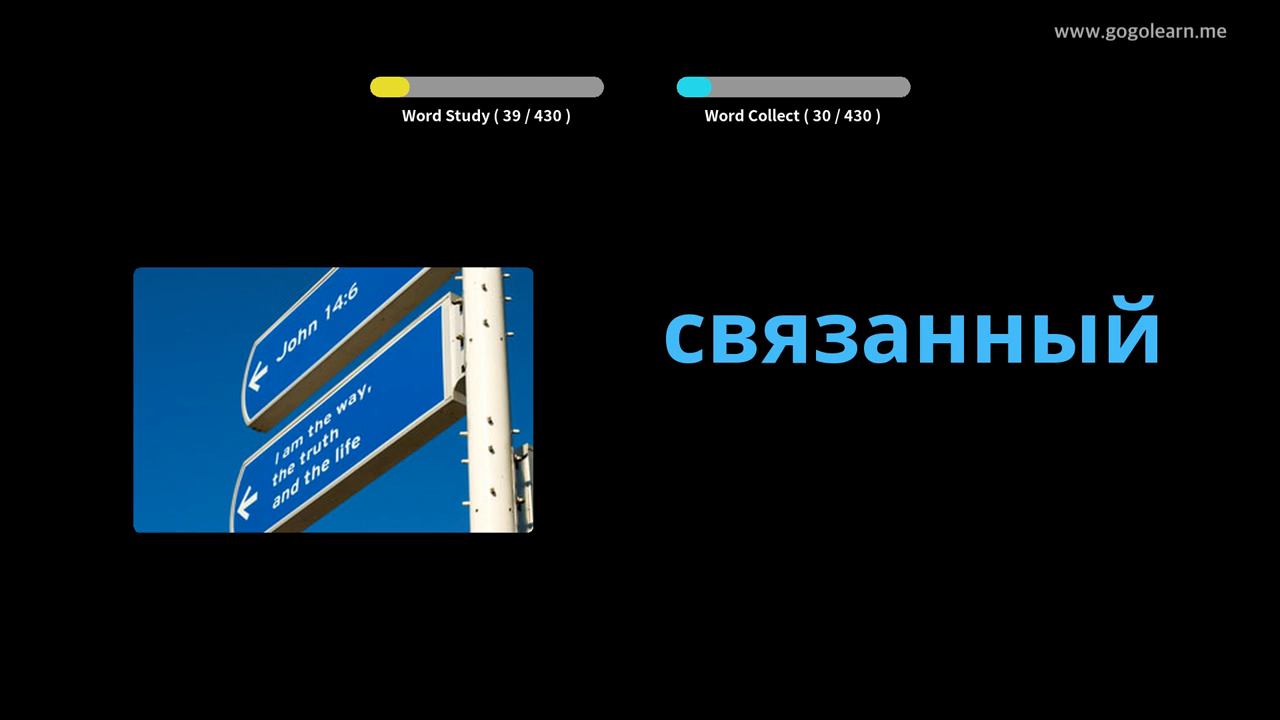 www.gogolearn.me
Word Study ( 39 / 430 )
Word Collect ( 30 / 430 )
John 14:6
I am the way,
the truth
and the life
связанный